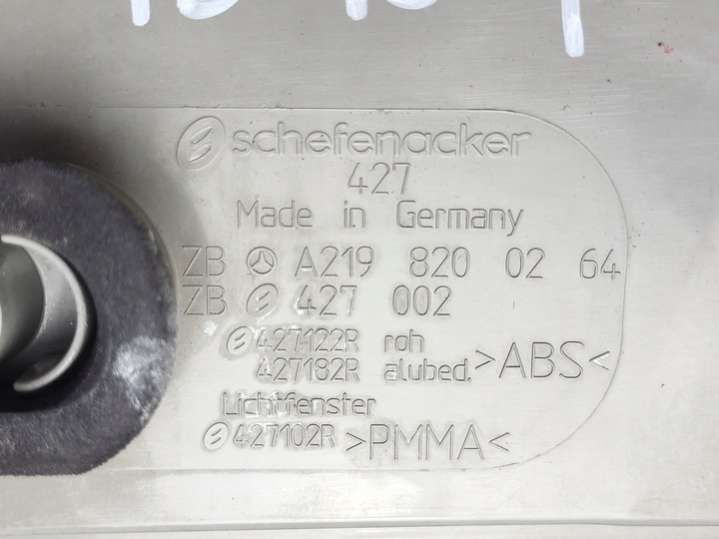 schefenacker
427
Made in Germany
ZB A219 820 02 64
ZB 427 002
427122R roh
427182R alubed. >ABS<
Lichtfenster
427102R >PMMA<